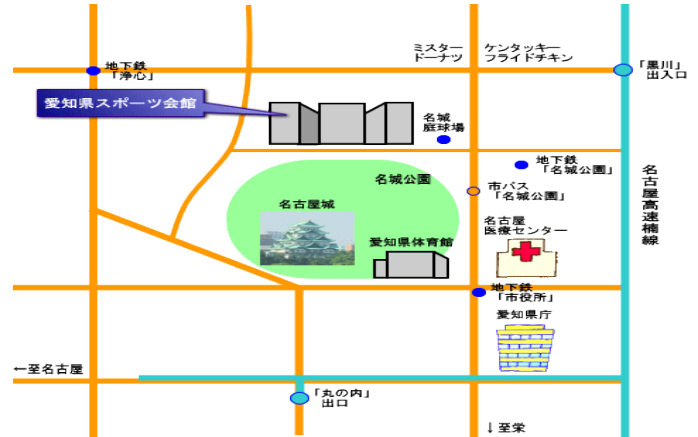 ミスター
ドーナツ
ケンタッキー
フライドチキン
地下鉄
「浄心」
「黒川」
出入口
愛知県スポーツ会館
名城
庭球場
地下鉄
「名城公園」
名古屋高速楠線
名城公園
市バス
「名城公園」
名古屋城
名古屋
医療センター
愛知県体育館
地下鉄
「市役所」
愛知県庁
←至名古屋
「丸の内」
出口
↓至栄